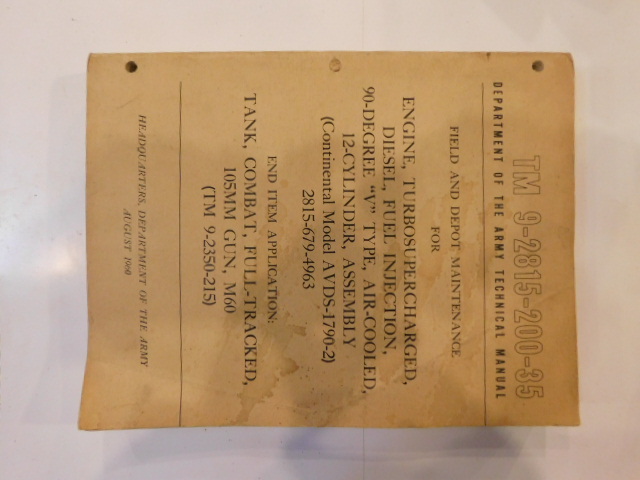 TM 9-2815-200-35
DEPARTMENT OF THE ARMY TECHNICAL MANUAL
FIELD AND DEPOT MAINTENANCE
FOR
ENGINE, TURBOSUPERCHARGED,
DIESEL, FUEL INJECTION,
90-DEGREE “V” TYPE, AIR-COOLED,
12-CYLINDER, ASSEMBLY
(Continental Model AVDS-1790-2)
2815-679-4963
END ITEM APPLICATION:
TANK, COMBAT, FULL-TRACKED,
105MM GUN, M60
(TM 9-2350-215)
HEADQUARTERS, DEPARTMENT OF THE ARMY
AUGUST 1960